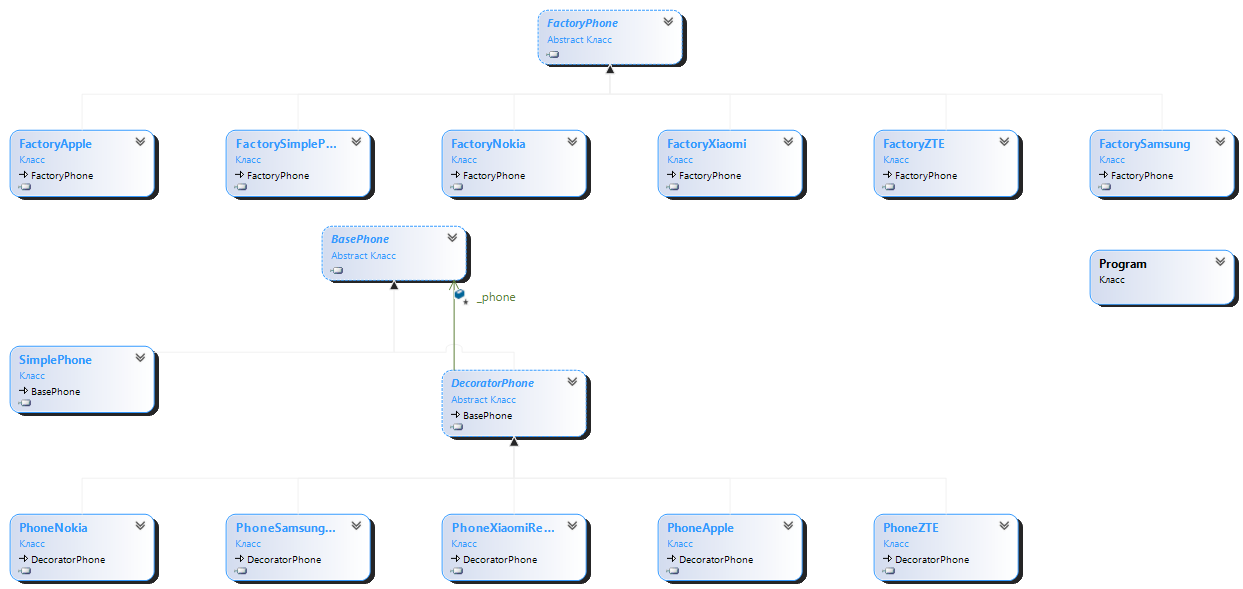 FactoryPhone
Abstract Класс
FactoryApple
Класс
FactoryPhone
FactorySimpleP...
Класс
FactoryPhone
FactoryNokia
Класс
FactoryPhone
FactoryXiaomi
Класс
FactoryPhone
FactoryZTE
Класс
FactoryPhone
FactorySamsung
Класс
FactoryPhone
BasePhone
Abstract Класс
Program
Класс
_phone
SimplePhone
Класс
BasePhone
DecoratorPhone
Abstract Класс
BasePhone
PhoneNokia
Класс
DecoratorPhone
PhoneSamsung...
Класс
DecoratorPhone
PhoneXiaomiRe...
Класс
DecoratorPhone
PhoneApple
Класс
DecoratorPhone
PhoneZTE
Класс
DecoratorPhone